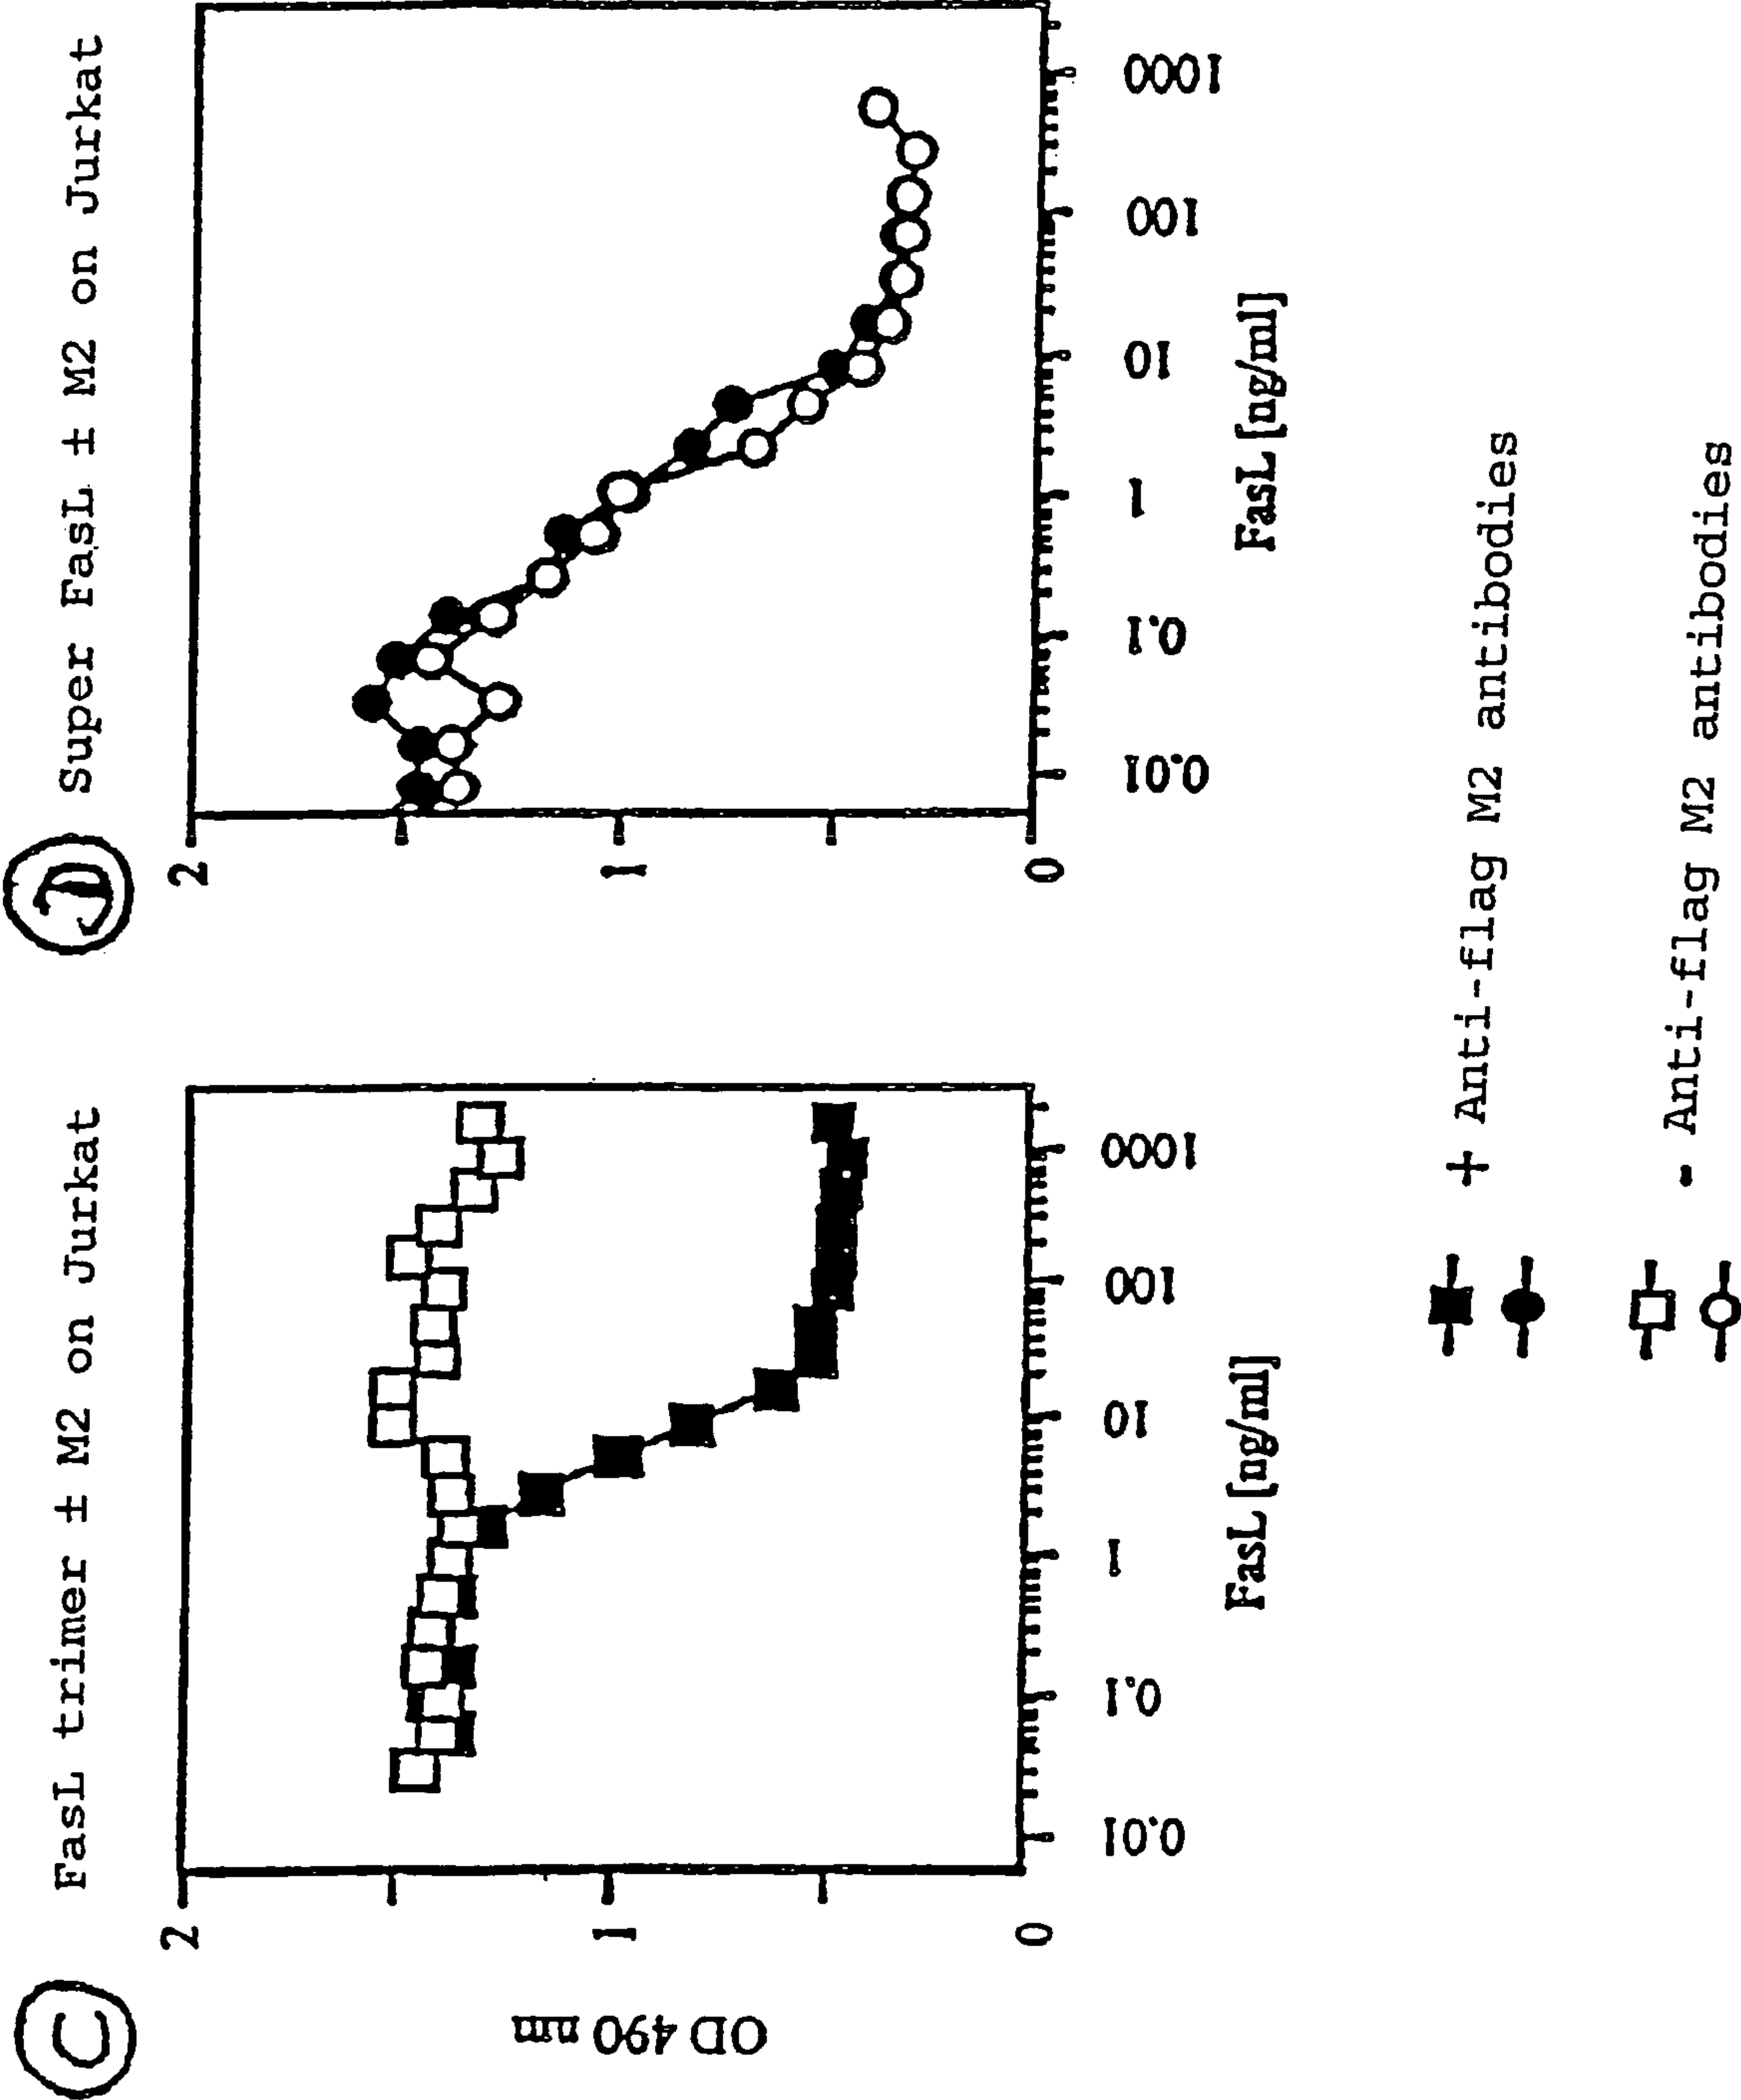 C
FasL trimer ± M2 on Jurkat
OD 490 nm
2
1
0
0.01
0.1
1
10
100
1000
FasL [ng/ml]
D
Super FasL ± M2 on Jurkat
2
1
0
0.01
0.1
1
10
100
1000
FasL [ng/ml]
+ Anti-flag M2 antibodies
- Anti-flag M2 antibodies